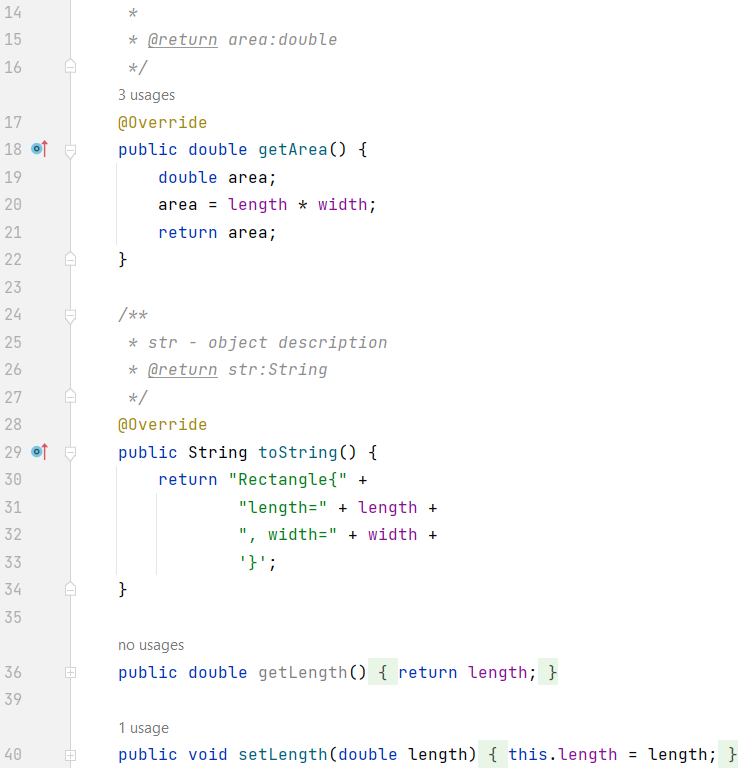 14 *
15 * @return area:double
16 */
3 usages
17 @Override
18 public double getArea() {
19 double area;
20 area = length * width;
21 return area;
22 }
23
24 /**
25 * str - object description
26 * @return str:String
27 */
28 @Override
29 public String toString() {
30 return "Rectangle{" +
31 "length=" + length +
32 ", width=" + width +
33 '}';
34 }
35
no usages
36 public double getLength() { return length; }
39
1 usage
40 public void setLength(double length) { this.length = length; }